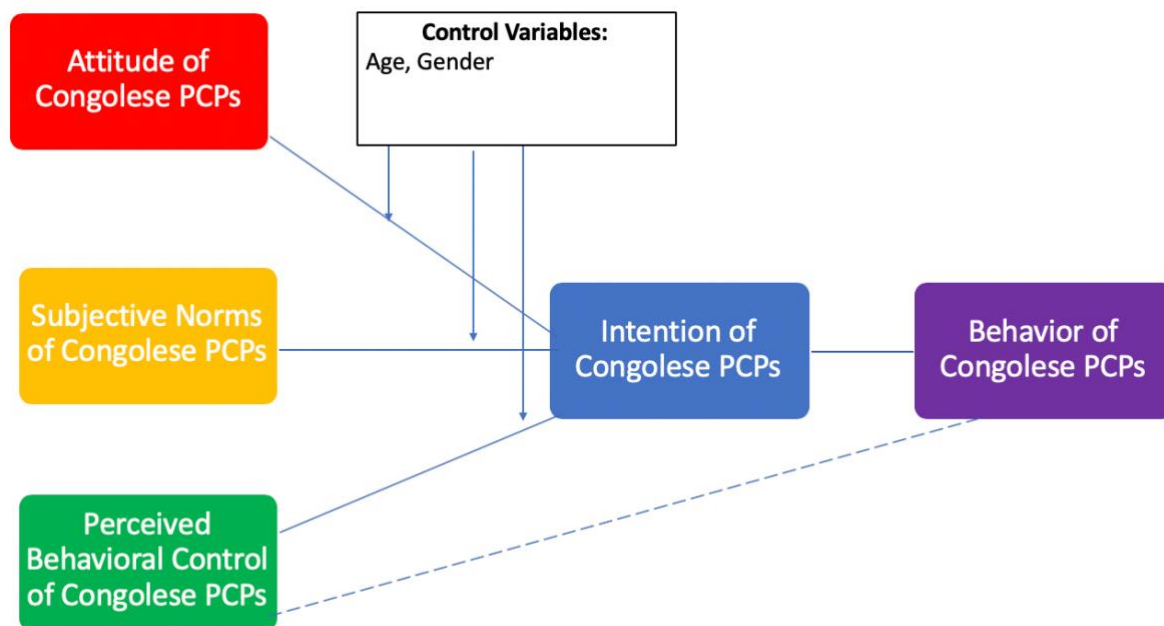 Attitude of
Congolese PCPs
Control Variables:
Age, Gender
Subjective Norms
of Congolese PCPs
Intention of
Congolese PCPs
Behavior of
Congolese PCPs
Perceived
Behavioral Control
of Congolese PCPs